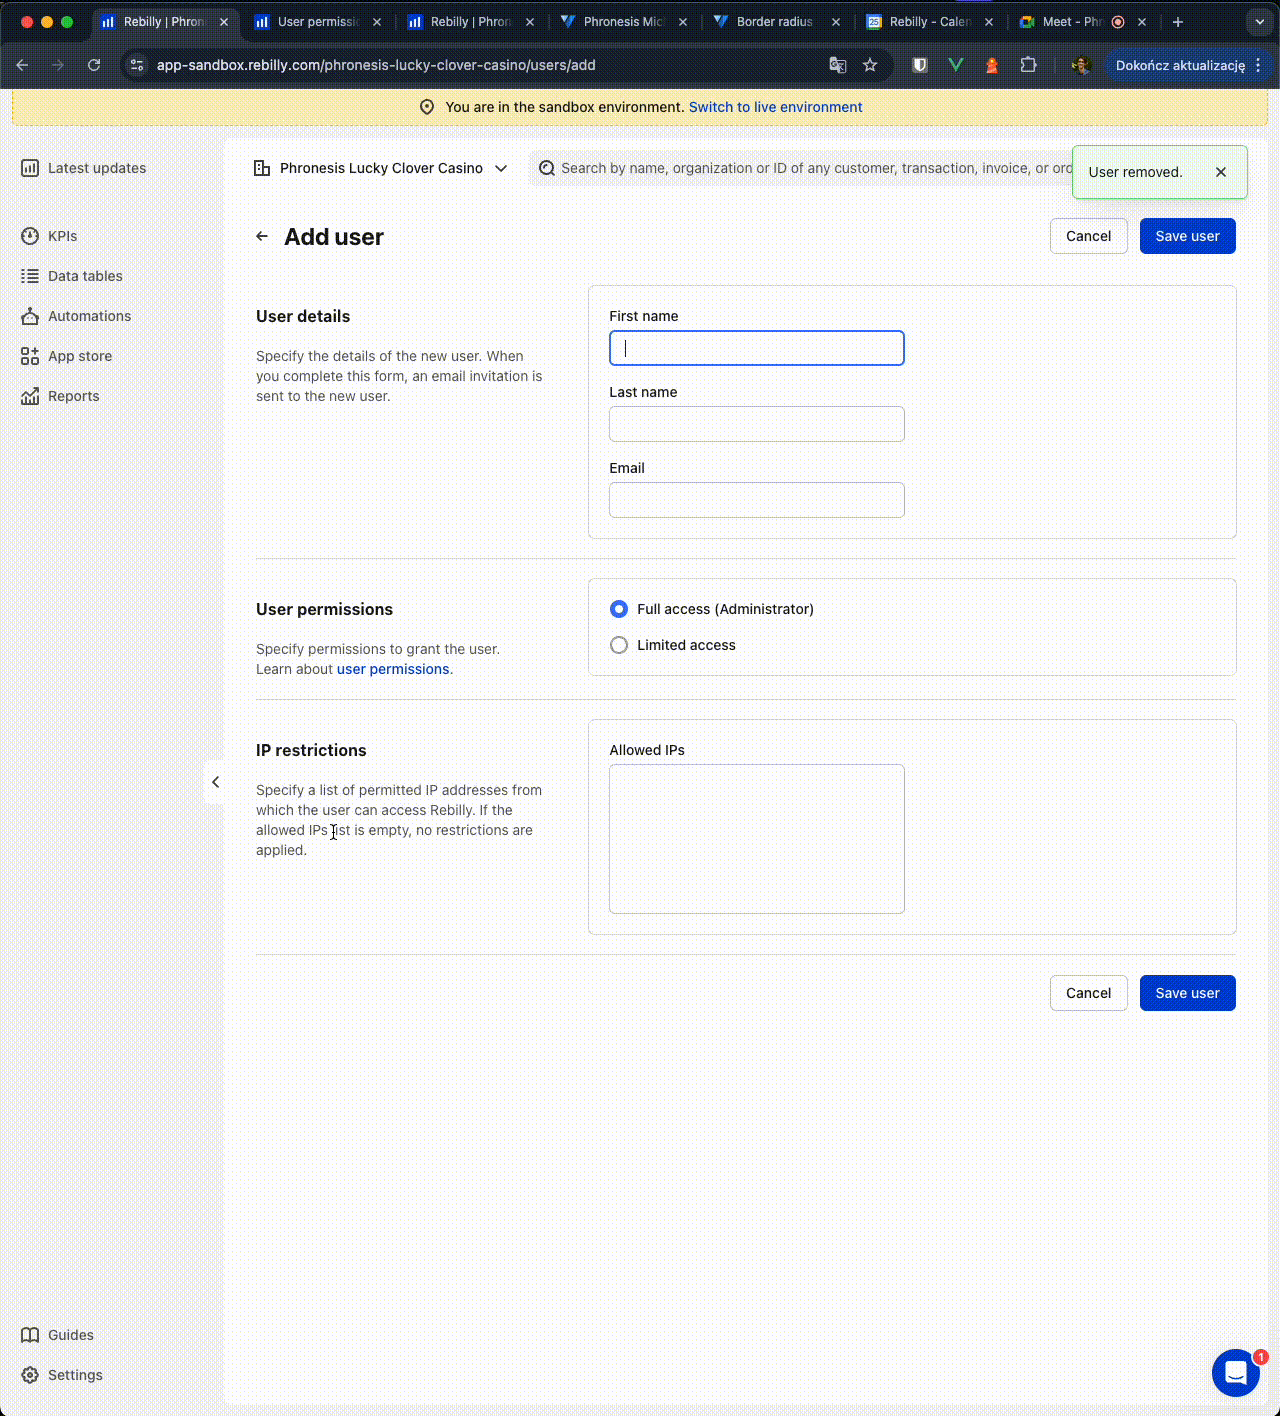 Rebilly | Phron
User permissi
Rebilly | Phron
Phronesis Mic
Border radius
Rebilly - Calen
Meet - Phr
app-sandbox.rebilly.com/phronesis-lucky-clover-casino/users/add
Dokończ aktualizację
You are in the sandbox environment. Switch to live environment
Latest updates
Phronesis Lucky Clover Casino
Search by name, organization or ID of any customer, transaction, invoice, or ord
User removed.
KPIs
Data tables
Automations
App store
Reports
Add user
Cancel
Save user
User details
Specify the details of the new user. When
you complete this form, an email invitation is
sent to the new user.
First name
Last name
Email
User permissions
Specify permissions to grant the user.
Learn about user permissions.
Full access (Administrator)
Limited access
IP restrictions
Specify a list of permitted IP addresses from
which the user can access Rebilly. If the
allowed IPs list is empty, no restrictions are
applied.
Allowed IPs
Cancel
Save user
Guides
Settings
1